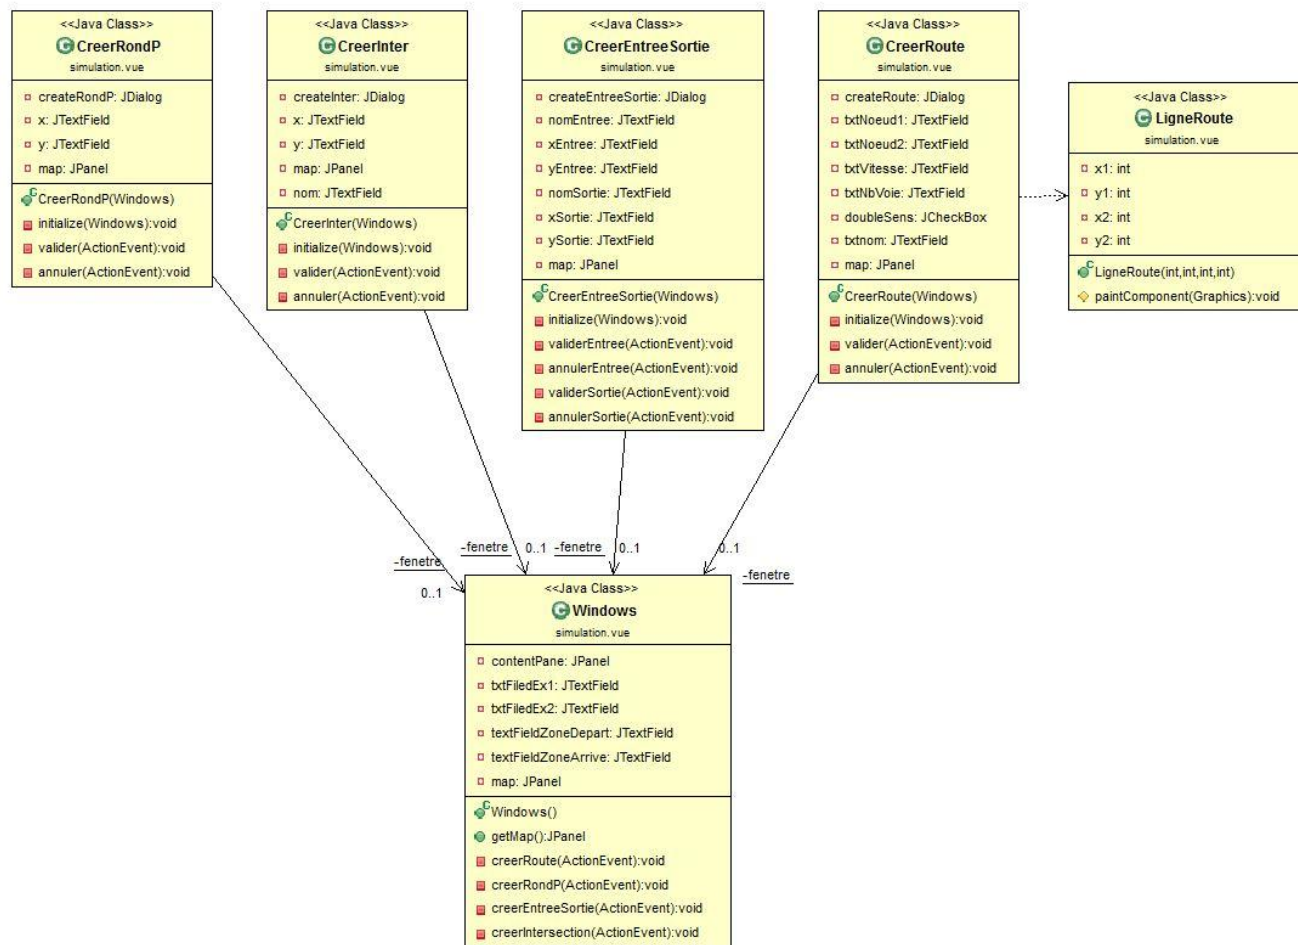 <<Java Class>>
CreerRondP
simulation.vue
createRondP: JDialog
x: JTextField
y: JTextField
map: JPanel
CreerRondP(Windows)
initialize(Windows):void
valider(ActionEvent):void
annuler(ActionEvent):void
<<Java Class>>
CreerInter
simulation.vue
createInter: JDialog
x: JTextField
y: JTextField
map: JPanel
nom: JTextField
CreerInter(Windows)
initialize(Windows):void
valider(ActionEvent):void
annuler(ActionEvent):void
<<Java Class>>
CreerEntreeSortie
simulation.vue
createEntreeSortie: JDialog
nomEntree: JTextField
xEntree: JTextField
yEntree: JTextField
nomSortie: JTextField
xSortie: JTextField
ySortie: JTextField
map: JPanel
CreerEntreeSortie(Windows)
initialize(Windows):void
validerEntree(ActionEvent):void
annulerEntree(ActionEvent):void
validerSortie(ActionEvent):void
annulerSortie(ActionEvent):void
<<Java Class>>
CreerRoute
simulation.vue
createRoute: JDialog
txtNoeud1: JTextField
txtNoeud2: JTextField
txtVitesse: JTextField
txtNbVoie: JTextField
doubleSens: JCheckBox
txtnom: JTextField
map: JPanel
CreerRoute(Windows)
initialize(Windows):void
valider(ActionEvent):void
annuler(ActionEvent):void
<<Java Class>>
LigneRoute
simulation.vue
x1: int
y1: int
x2: int
y2: int
LigneRoute(int,int,int,int)
paintComponent(Graphics):void
-fenetre
0..1
-fenetre
0..1
-fenetre
0..1
0..1
-fenetre
<<Java Class>>
Windows
simulation.vue
contentPane: JPanel
txtFiledEx1: JTextField
txtFiledEx2: JTextField
textFieldZoneDepart: JTextField
textFieldZoneArrive: JTextField
map: JPanel
Windows()
getMap():JPanel
creerRoute(ActionEvent):void
creerRondP(ActionEvent):void
creerEntreeSortie(ActionEvent):void
creerIntersection(ActionEvent):void